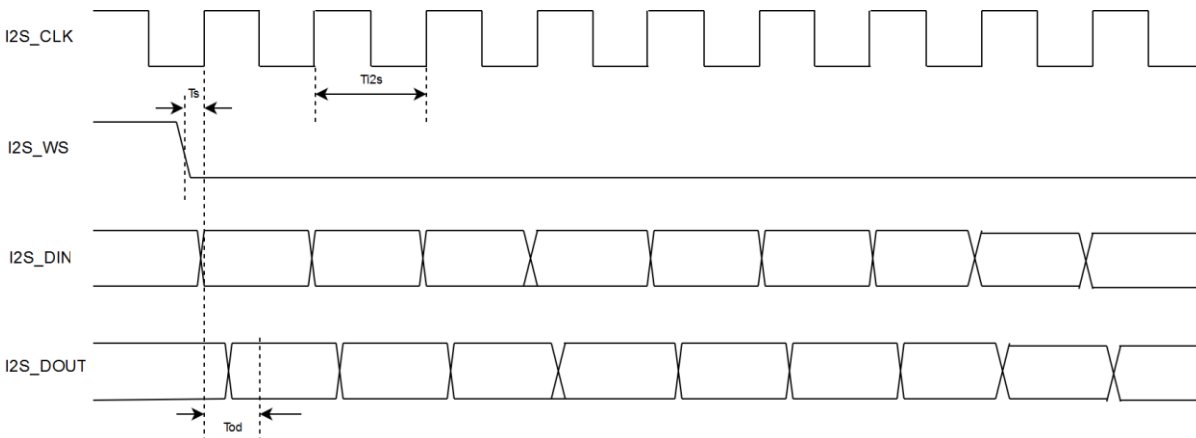 I2S_CLK
Ts
TI2s
I2S_WS
I2S_DIN
I2S_DOUT
Tod